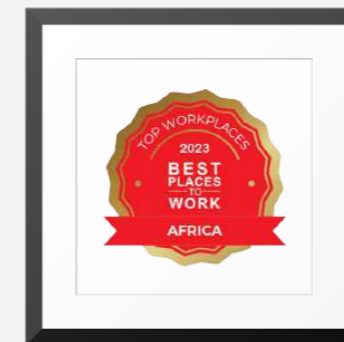 TOP WORKPLACES
2023
BEST
PLACES
TO
WORK
AFRICA